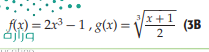 f(x) = 2x³ − 1 , g(x) = ∛((x + 1)/2) (3B